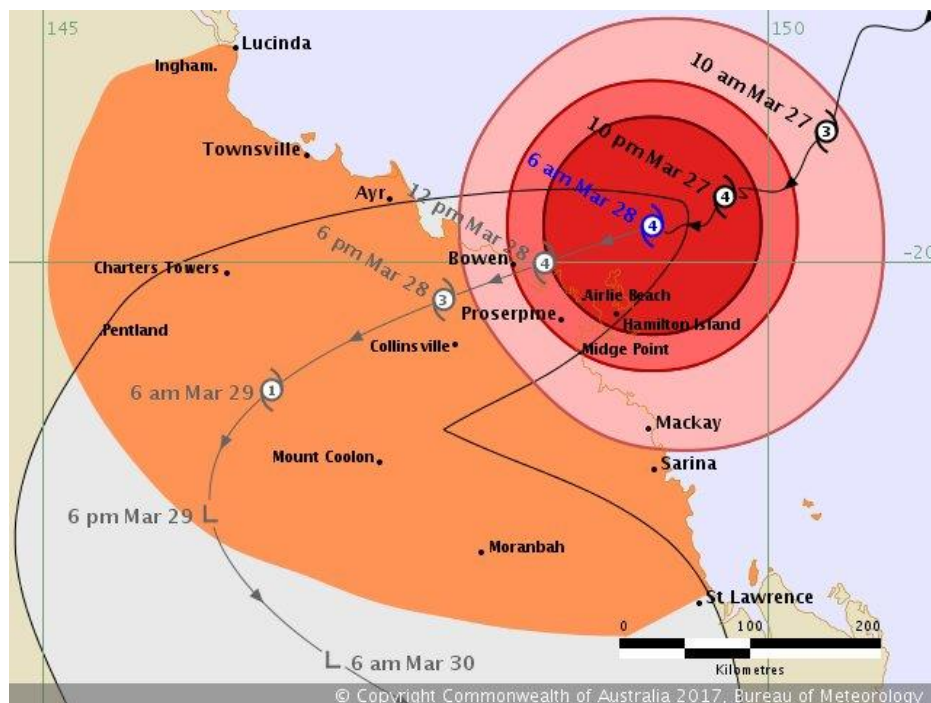 145
150
Lucinda
Ingham.
10 am Mar 27
3
Townsville
10 pm Mar 27
4
6 am Mar 28
4
Ayr
12 pm Mar 28
4
6 pm Mar 28
3
Bowen
-20
Charters Towers
Airlie Beach
Proserpine
Hamilton Island
Pentland
Collinsville
Midge Point
6 am Mar 29
1
Mackay
Mount Coolon
Sarina
6 pm Mar 29
L
Moranbah
St Lawrence
0 100 200
Kilometres
L
6 am Mar 30
© Copyright Commonwealth of Australia 2017, Bureau of Meteorology